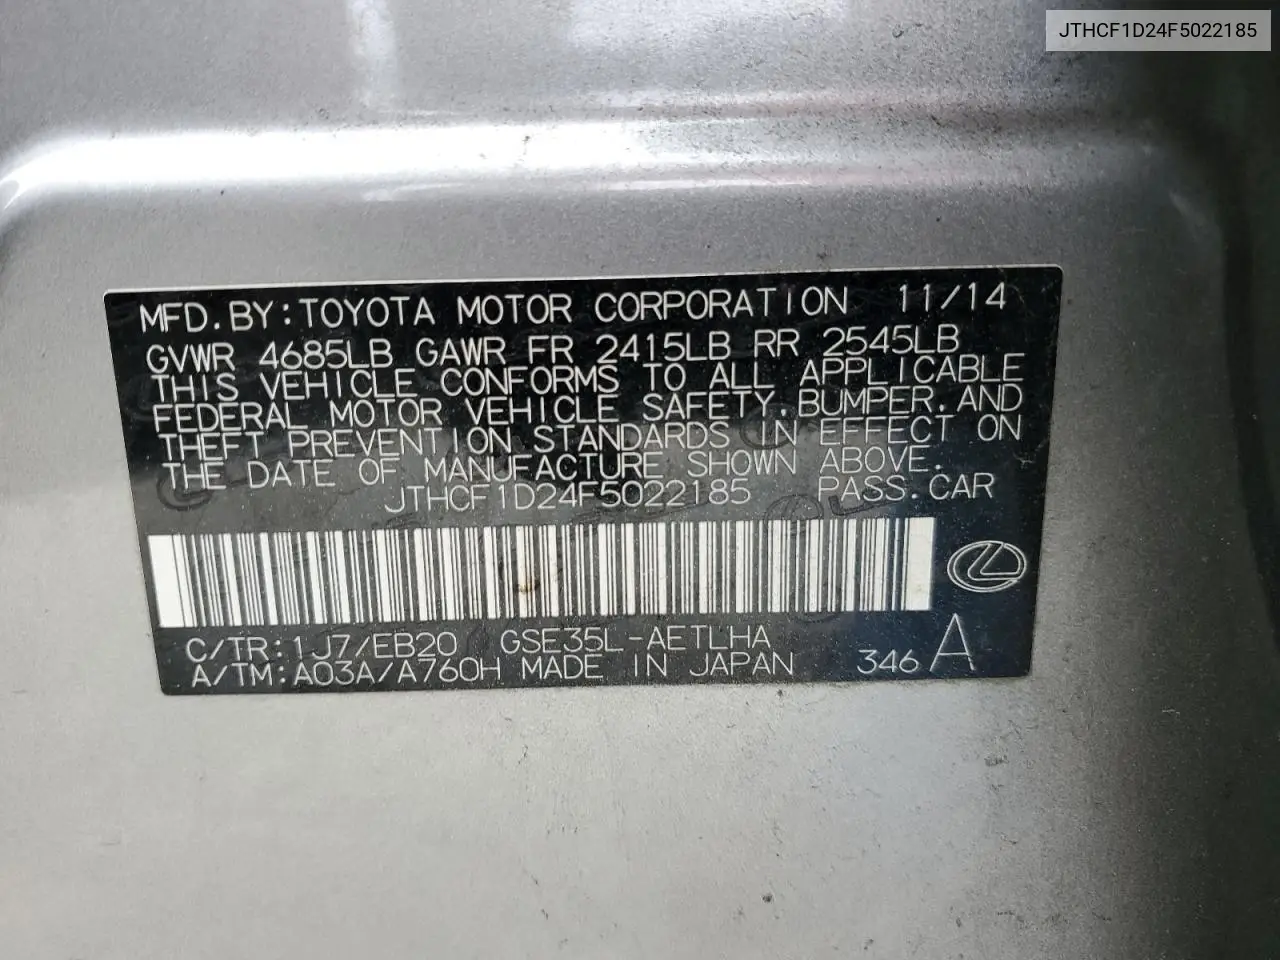 JTHCF1D24F5022185
MFD.BY:TOYOTA MOTOR CORPORATION 11/14
GVWR 4685LB GAWR FR 2415LB RR 2545LB
THIS VEHICLE CONFORMS TO ALL APPLICABLE
FEDERAL MOTOR VEHICLE SAFETY,BUMPER,AND
THEFT PREVENTION STANDARDS IN EFFECT ON
THE DATE OF MANUFACTURE SHOWN ABOVE.
JTHCF1D24F5022185 PASS.CAR
C/TR:1J7/EB20 GSE35L-AETLHA
A/TM:A03A/A760H MADE IN JAPAN 346 A